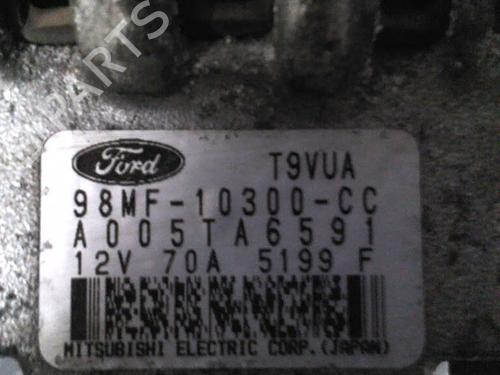 PARTS
Ford T9VUA
98MF-10300-CC
A005TA6591
12V 70A 5199 F
MITSUBISHI ELECTRIC CORP.(JAPAN)